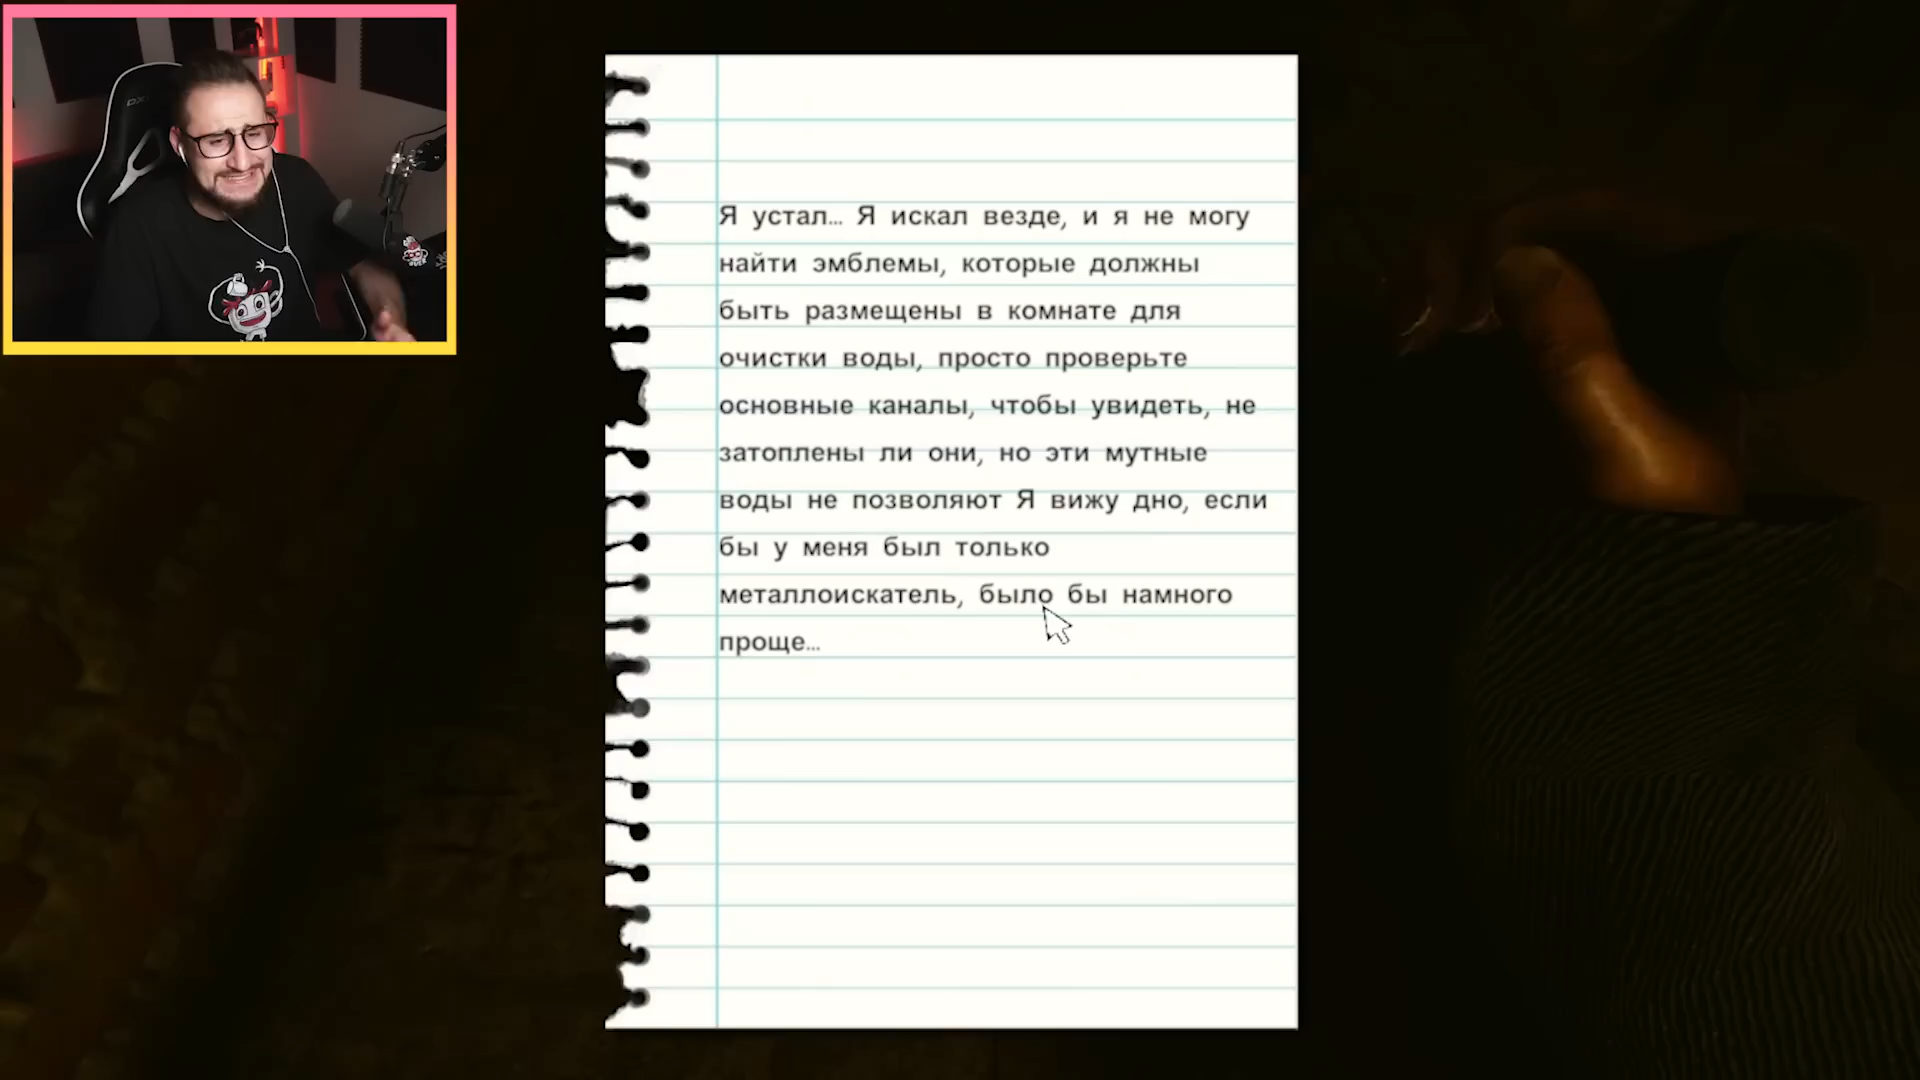 Я устал... Я искал везде, и я не могу
найти эмблемы, которые должны
быть размещены в комнате для
очистки воды, просто проверьте
основные каналы, чтобы увидеть, не
затоплены ли они, но эти мутные
воды не позволяют Я вижу дно, если
бы у меня был только
металлоискатель, было бы намного
проще...